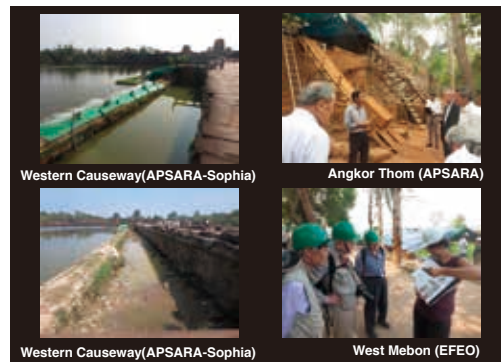 Western Causeway(APSARA-Sophia)
Angkor Thom (APSARA)
Western Causeway(APSARA-Sophia)
West Mebon (EFEO)